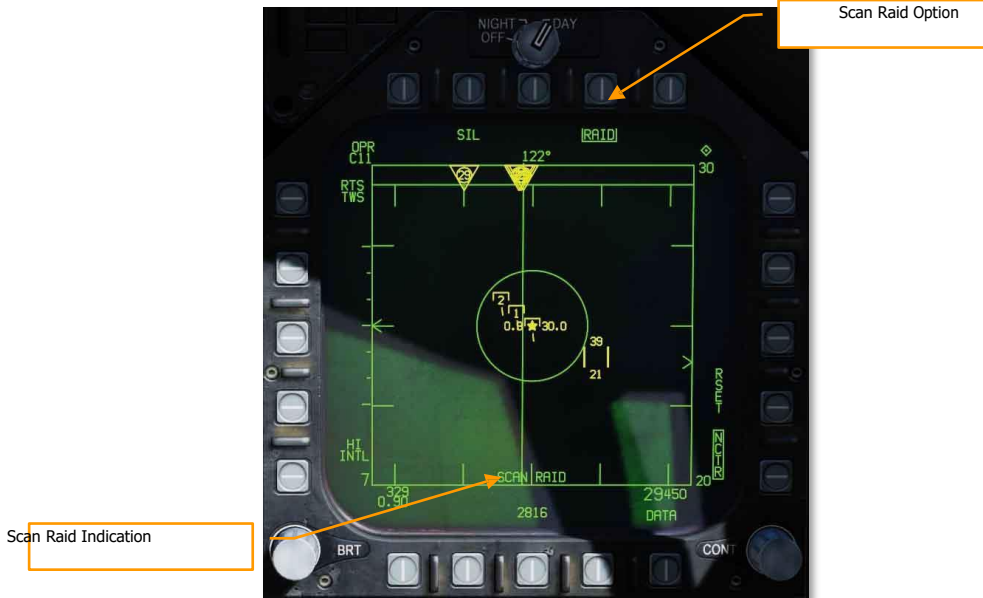 Scan Raid Option
NIGHT DAY
OFF
SIL RAID
OPR
C11
122°
30
29
RTS
TWS
2
1
0.8 30.0
39
21
RSET
NCTR
HI
INTL
7
SCAN RAID
20
329
0.90
29450
2816
DATA
Scan Raid Indication
BRT
CONT